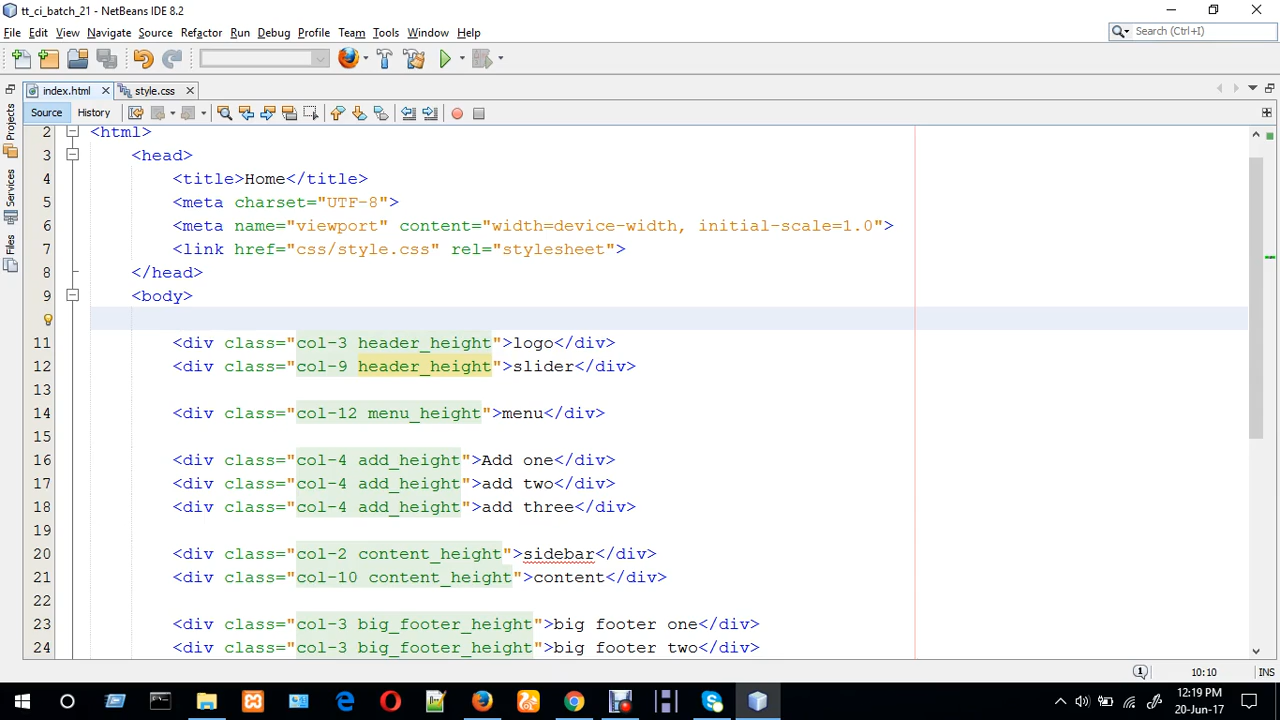 tt_ci_batch_21 - NetBeans IDE 8.2
File Edit View Navigate Source Refactor Run Debug Profile Team Tools Window Help
Search (Ctrl+I)
index.html style.css
Source History
Projects
Services
Files
2 <html>
3 <head>
4 <title>Home</title>
5 <meta charset="UTF-8">
6 <meta name="viewport" content="width=device-width, initial-scale=1.0">
7 <link href="css/style.css" rel="stylesheet">
8 </head>
9 <body>
11 <div class="col-3 header_height">logo</div>
12 <div class="col-9 header_height">slider</div>
13
14 <div class="col-12 menu_height">menu</div>
15
16 <div class="col-4 add_height">Add one</div>
17 <div class="col-4 add_height">add two</div>
18 <div class="col-4 add_height">add three</div>
19
20 <div class="col-2 content_height">sidebar</div>
21 <div class="col-10 content_height">content</div>
22
23 <div class="col-3 big_footer_height">big footer one</div>
24 <div class="col-3 big_footer_height">big footer two</div>
1 10:10 INS
12:19 PM
20-Jun-17